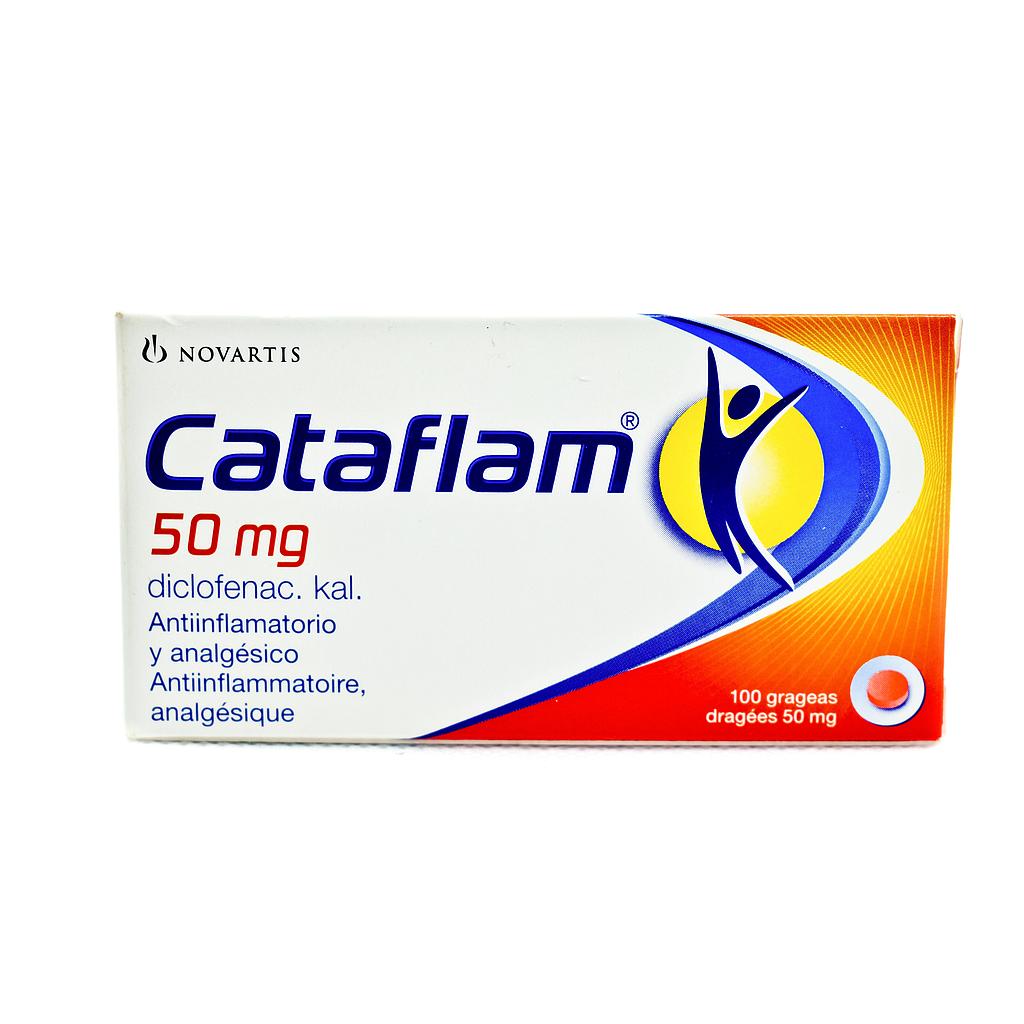 NOVARTIS
Cataflam®
50 mg
diclofenac. kal.
Antiinflamatorio
y analgésico
Antiinflammatoire,
analgésique
100 grageas
dragées 50 mg